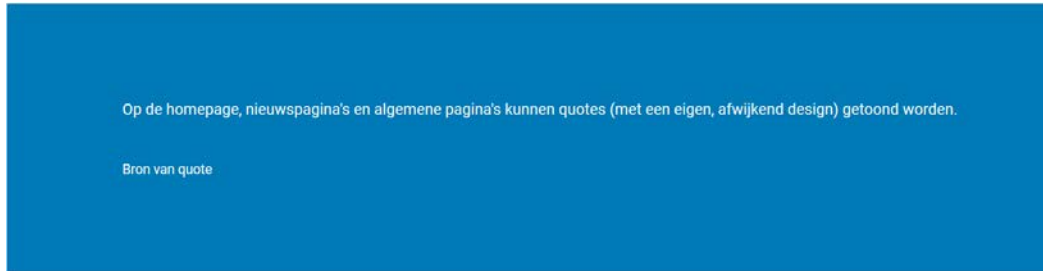 Op de homepage, nieuwspagina's en algemene pagina's kunnen quotes (met een eigen, afwijkend design) getoond worden.
Bron van quote